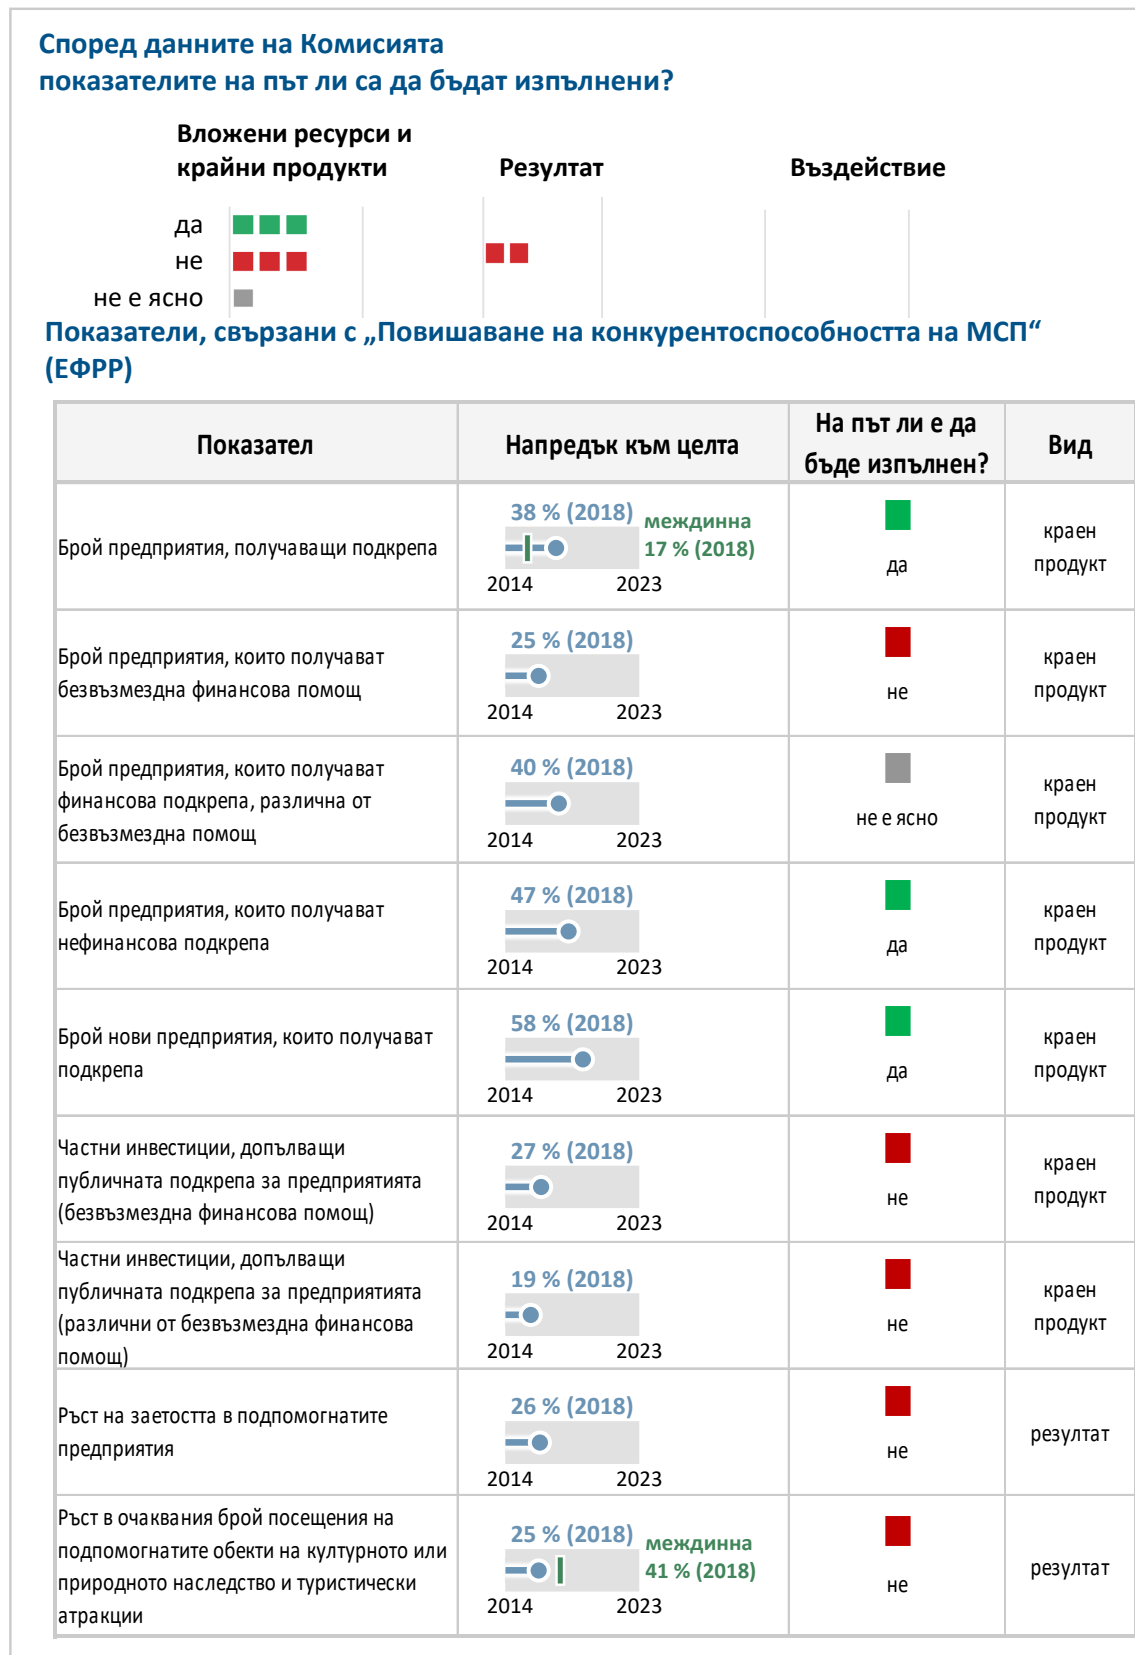 Според данните на Комисията
показателите на път ли са да бъдат изпълнени?
Вложени ресурси и
крайни продукти
Резултат
Въздействие
да
не
не е ясно
Показатели, свързани с „Повишаване на конкурентоспособността на МСП“
(ЕФРР)
Показател
Напредък към целта
На път ли е да
бъде изпълнен?
Вид
Брой предприятия, получаващи подкрепа
38 % (2018)
междинна
17 % (2018)
2014 2023
да
краен
продукт
Брой предприятия, които получават
безвъзмездна финансова помощ
25 % (2018)
2014 2023
не
краен
продукт
Брой предприятия, които получават
финансова подкрепа, различна от
безвъзмездна помощ
40 % (2018)
2014 2023
не е ясно
краен
продукт
Брой предприятия, които получават
нефинансова подкрепа
47 % (2018)
2014 2023
да
краен
продукт
Брой нови предприятия, които получават
подкрепа
58 % (2018)
2014 2023
да
краен
продукт
Частни инвестиции, допълващи
публичната подкрепа за предприятията
(безвъзмездна финансова помощ)
27 % (2018)
2014 2023
не
краен
продукт
Частни инвестиции, допълващи
публичната подкрепа за предприятията
(различни от безвъзмездна финансова
помощ)
19 % (2018)
2014 2023
не
краен
продукт
Ръст на заетостта в подпомогнатите
предприятия
26 % (2018)
2014 2023
не
резултат
Ръст в очаквания брой посещения на
подпомогнатите обекти на културното или
природното наследство и туристически
атракции
25 % (2018)
междинна
41 % (2018)
2014 2023
не
резултат